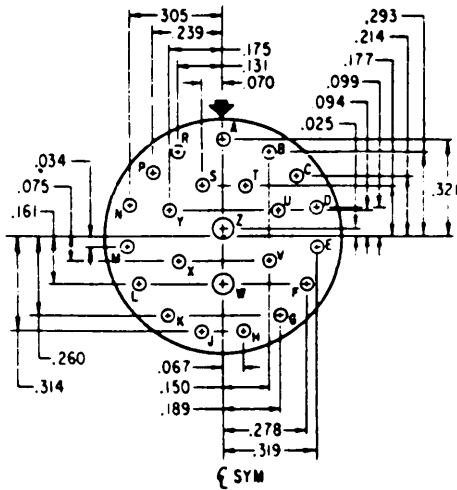 .305
.293
.239
.214
.175
.177
.131
.099
.070
.094
.025
A
R
B
P
C
.034
S
T
.321
.075
N
Y
U
D
.161
Z
M
E
X
V
L
W
F
K
G
J
H
.260
.067
.314
.150
.189
.278
.319
℄ SYM